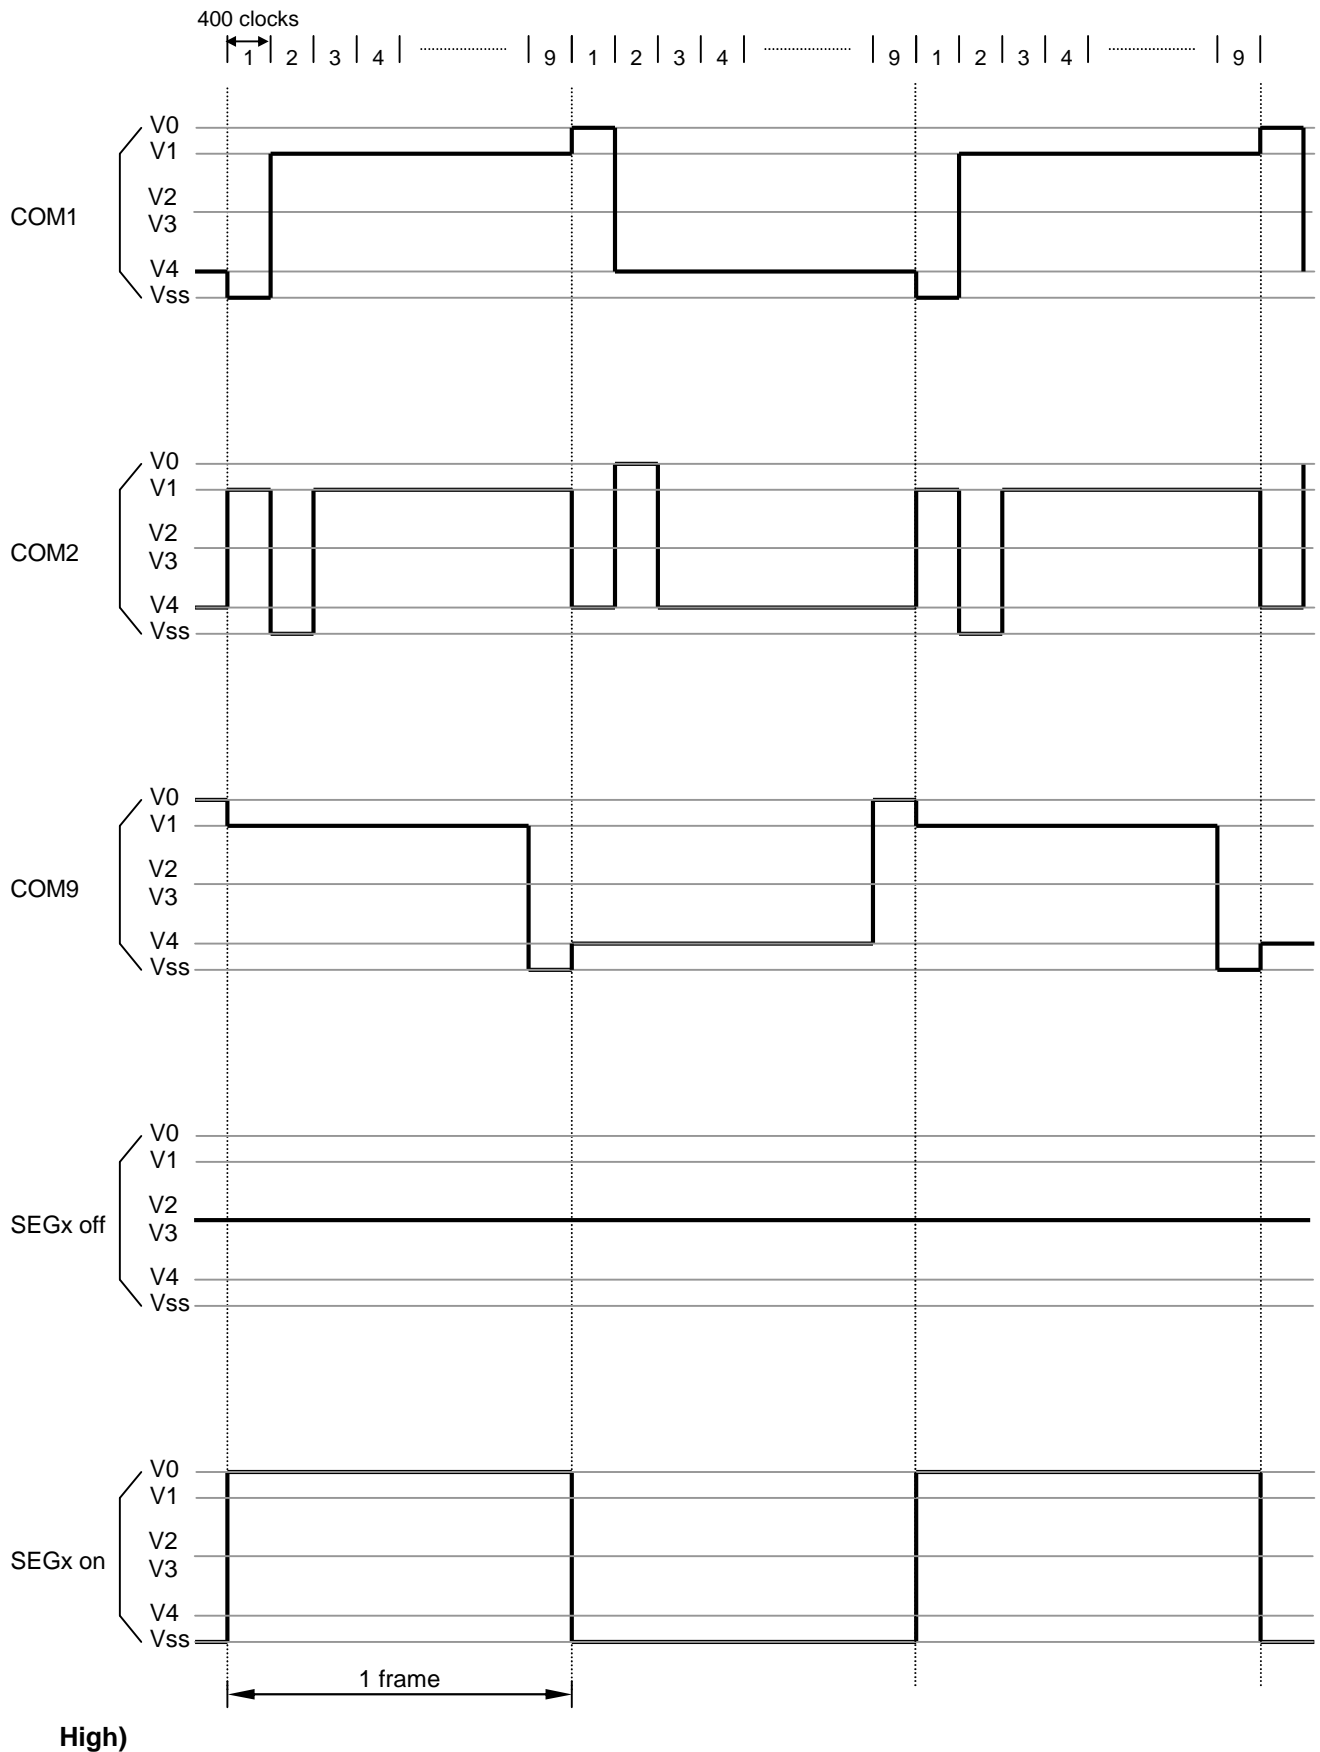 400 clocks
1 2 3 4 .................... 9 1 2 3 4 .................... 9 1 2 3 4 .................... 9
V0
V1
V2
COM1
V3
V4
Vss
V0
V1
V2
COM2
V3
V4
Vss
V0
V1
V2
COM9
V3
V4
Vss
V0
V1
V2
SEGx off
V3
V4
Vss
V0
V1
V2
SEGx on
V3
V4
Vss
1 frame
High)